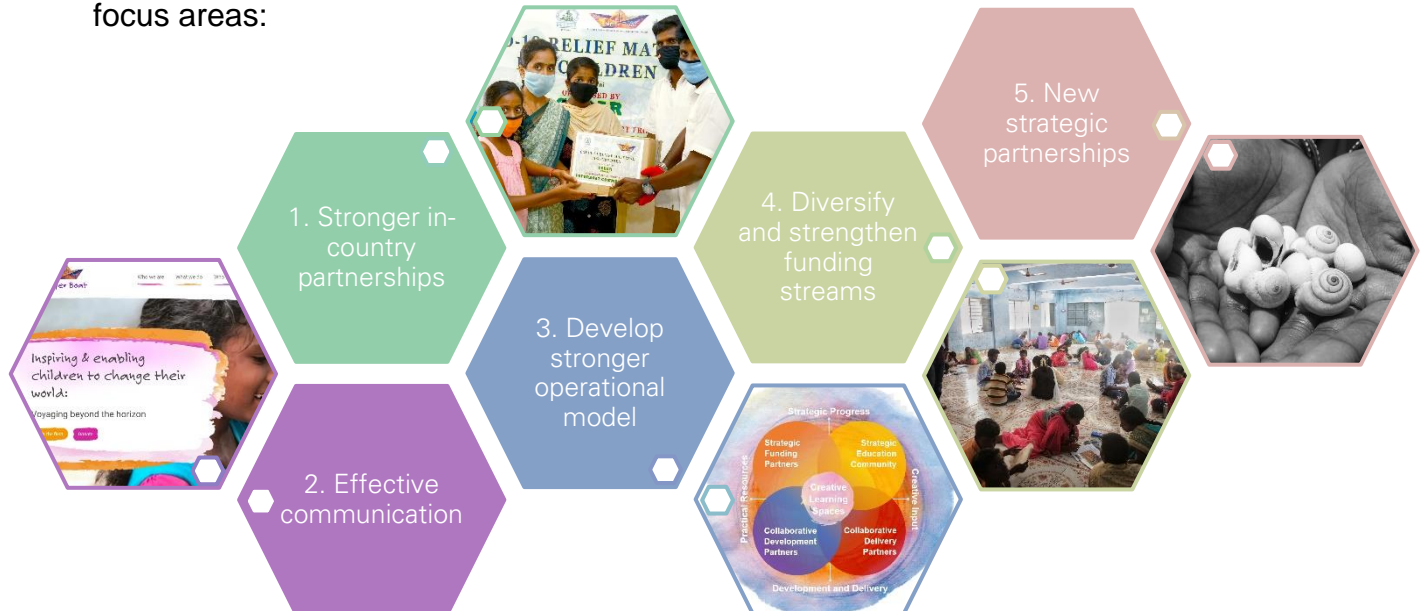 focus areas:
RELIEF MAT
1. Stronger in-
country
partnerships
2. Effective
communication
3. Develop
stronger
operational
model
4. Diversify
and strengthen
funding
streams
5. New
strategic
partnerships
Who we are What we do
Boat
Inspiring & enabling
children to change their
world:
Voyaging beyond the horizon
Strategic Progress
Strategic
Funding
Partners
Strategic
Education
Community
Creative
Learning
Spaces
Practical Resources
Creative Input
Collaborative
Development
Partners
Collaborative
Delivery
Partners
Development and Delivery